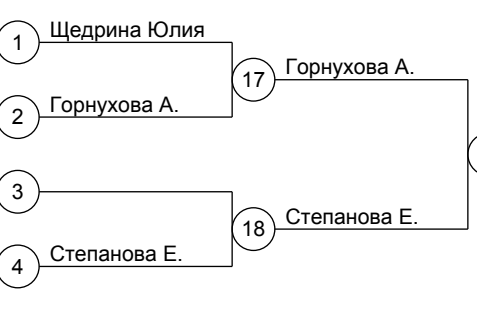 1 Щедрина Юлия
17 Горнухова А.
2 Горнухова А.
3
18 Степанова Е.
4 Степанова Е.